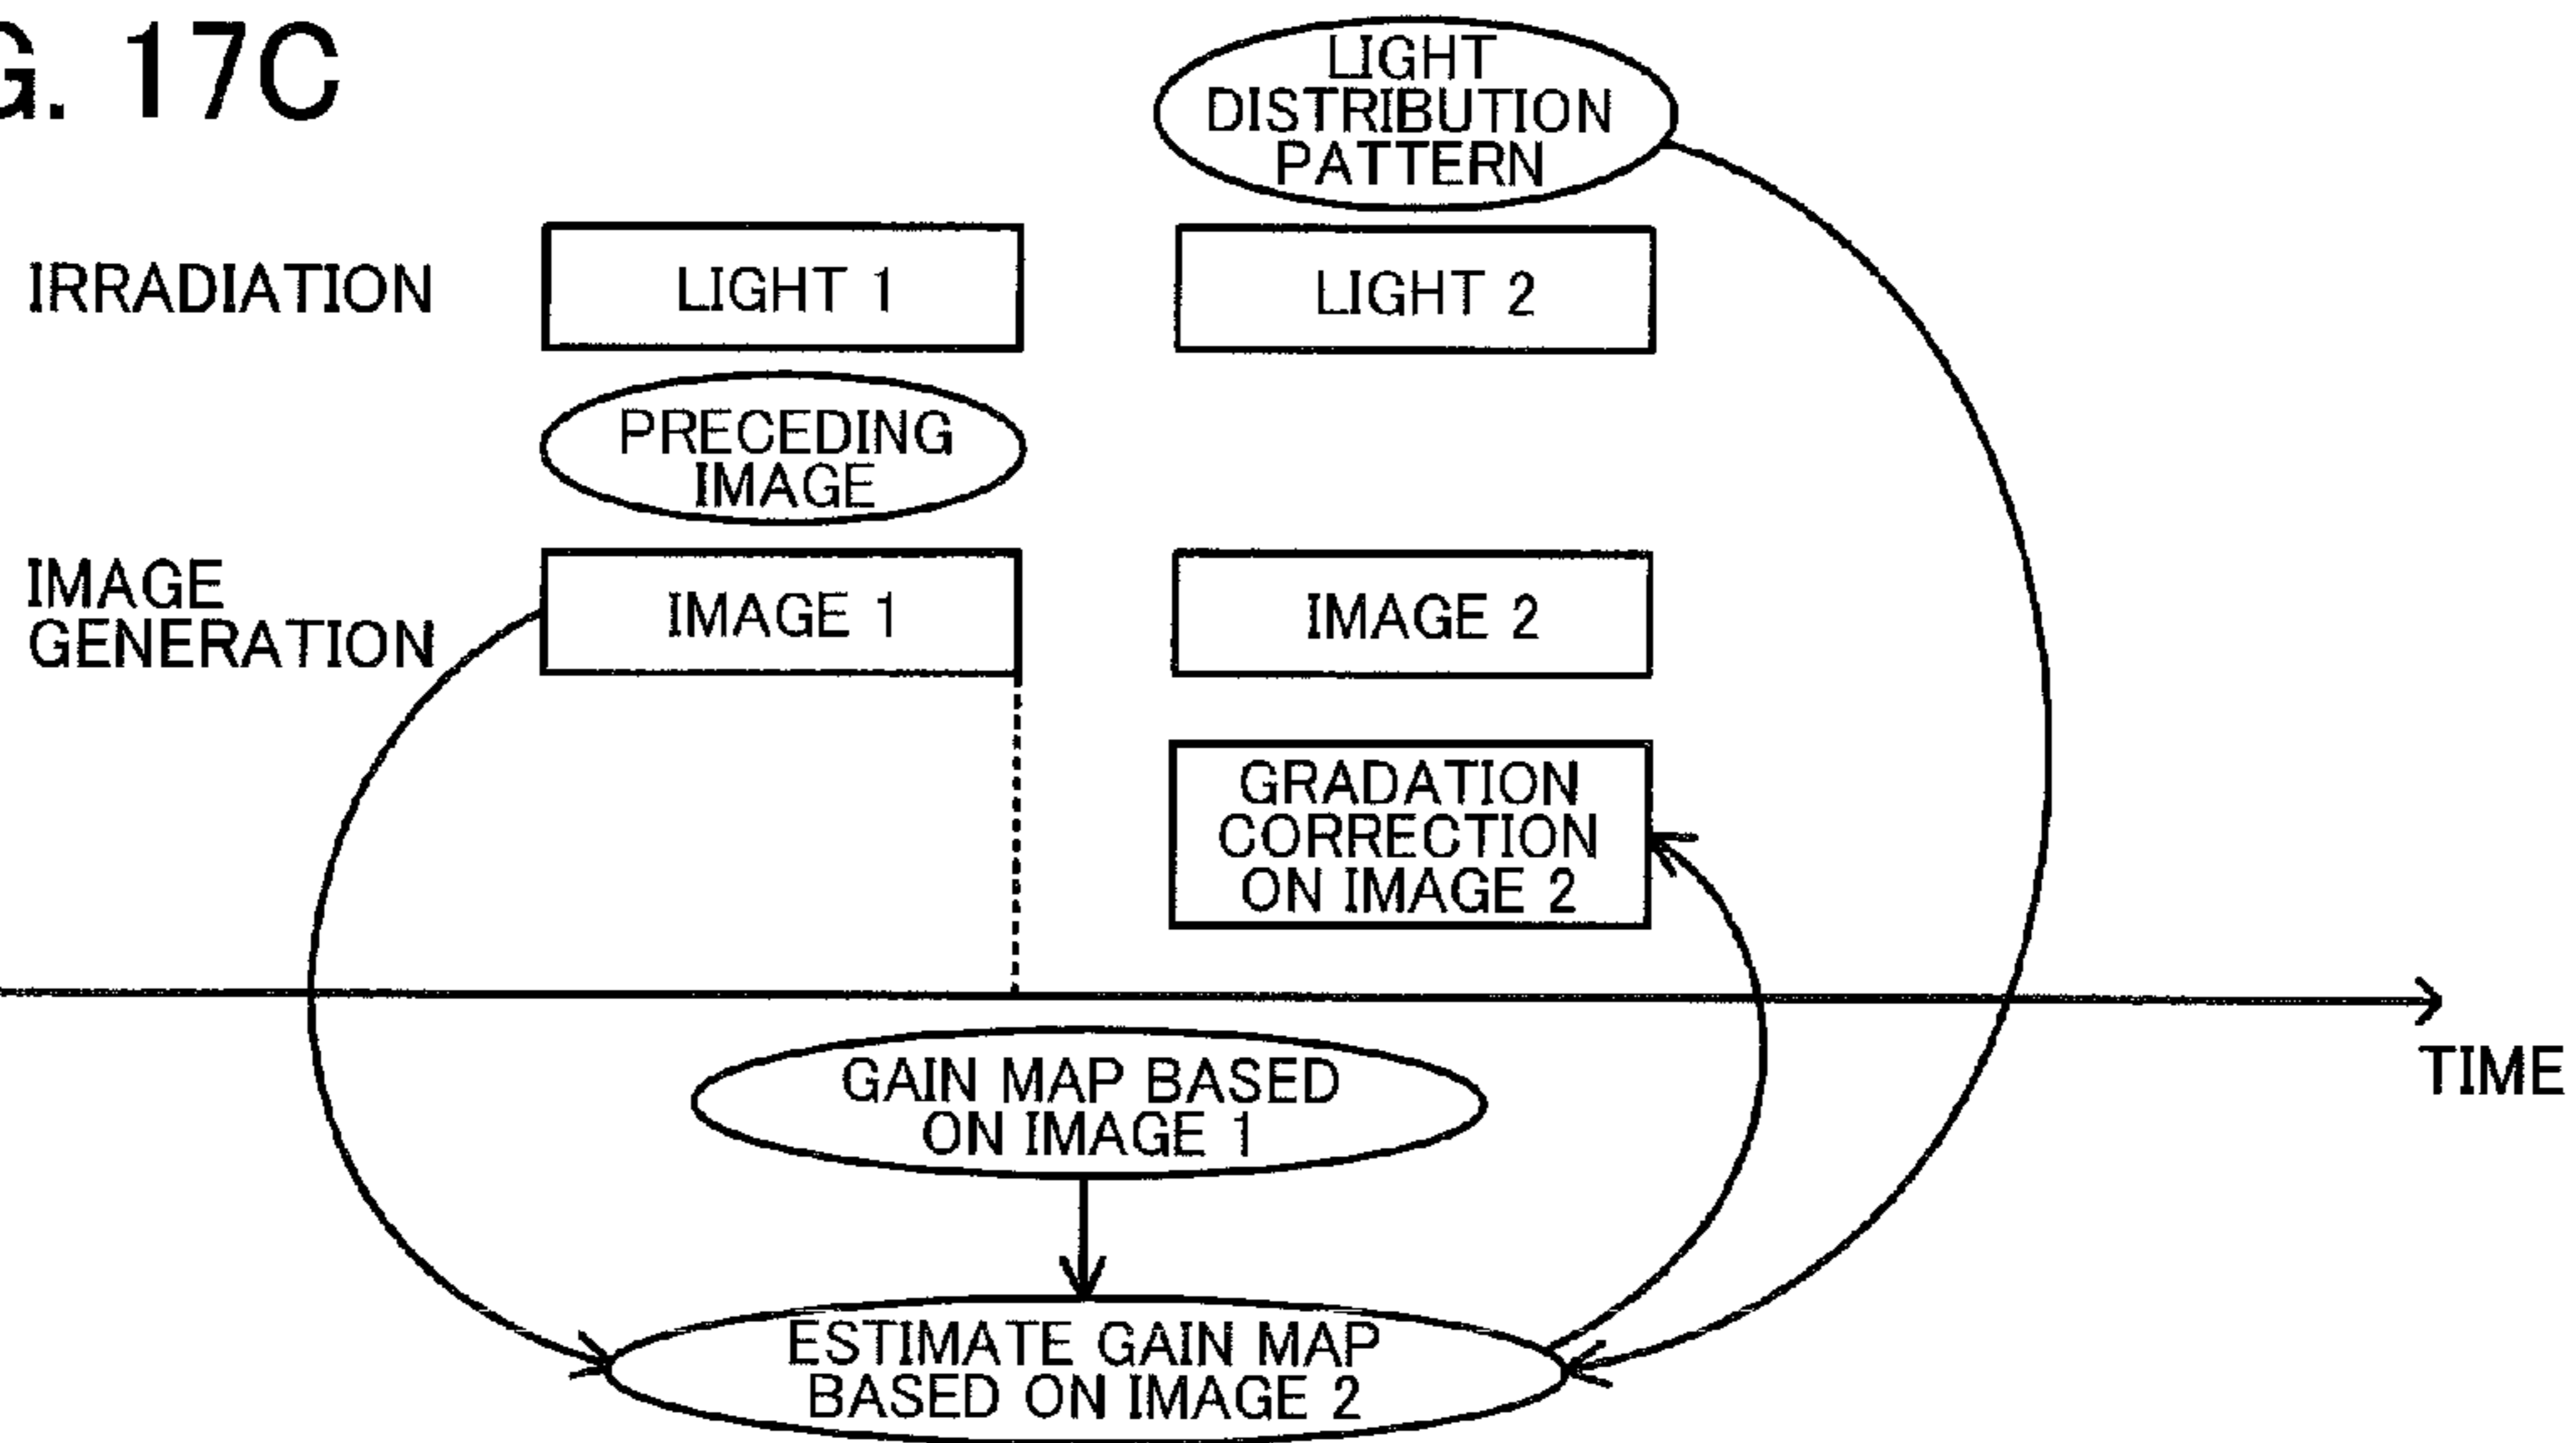 G. 17C
LIGHT
DISTRIBUTION
PATTERN
IRRADIATION
LIGHT 1
LIGHT 2
PRECEDING
IMAGE
IMAGE
GENERATION
IMAGE 1
IMAGE 2
GRADATION
CORRECTION
ON IMAGE 2
TIME
GAIN MAP BASED
ON IMAGE 1
ESTIMATE GAIN MAP
BASED ON IMAGE 2